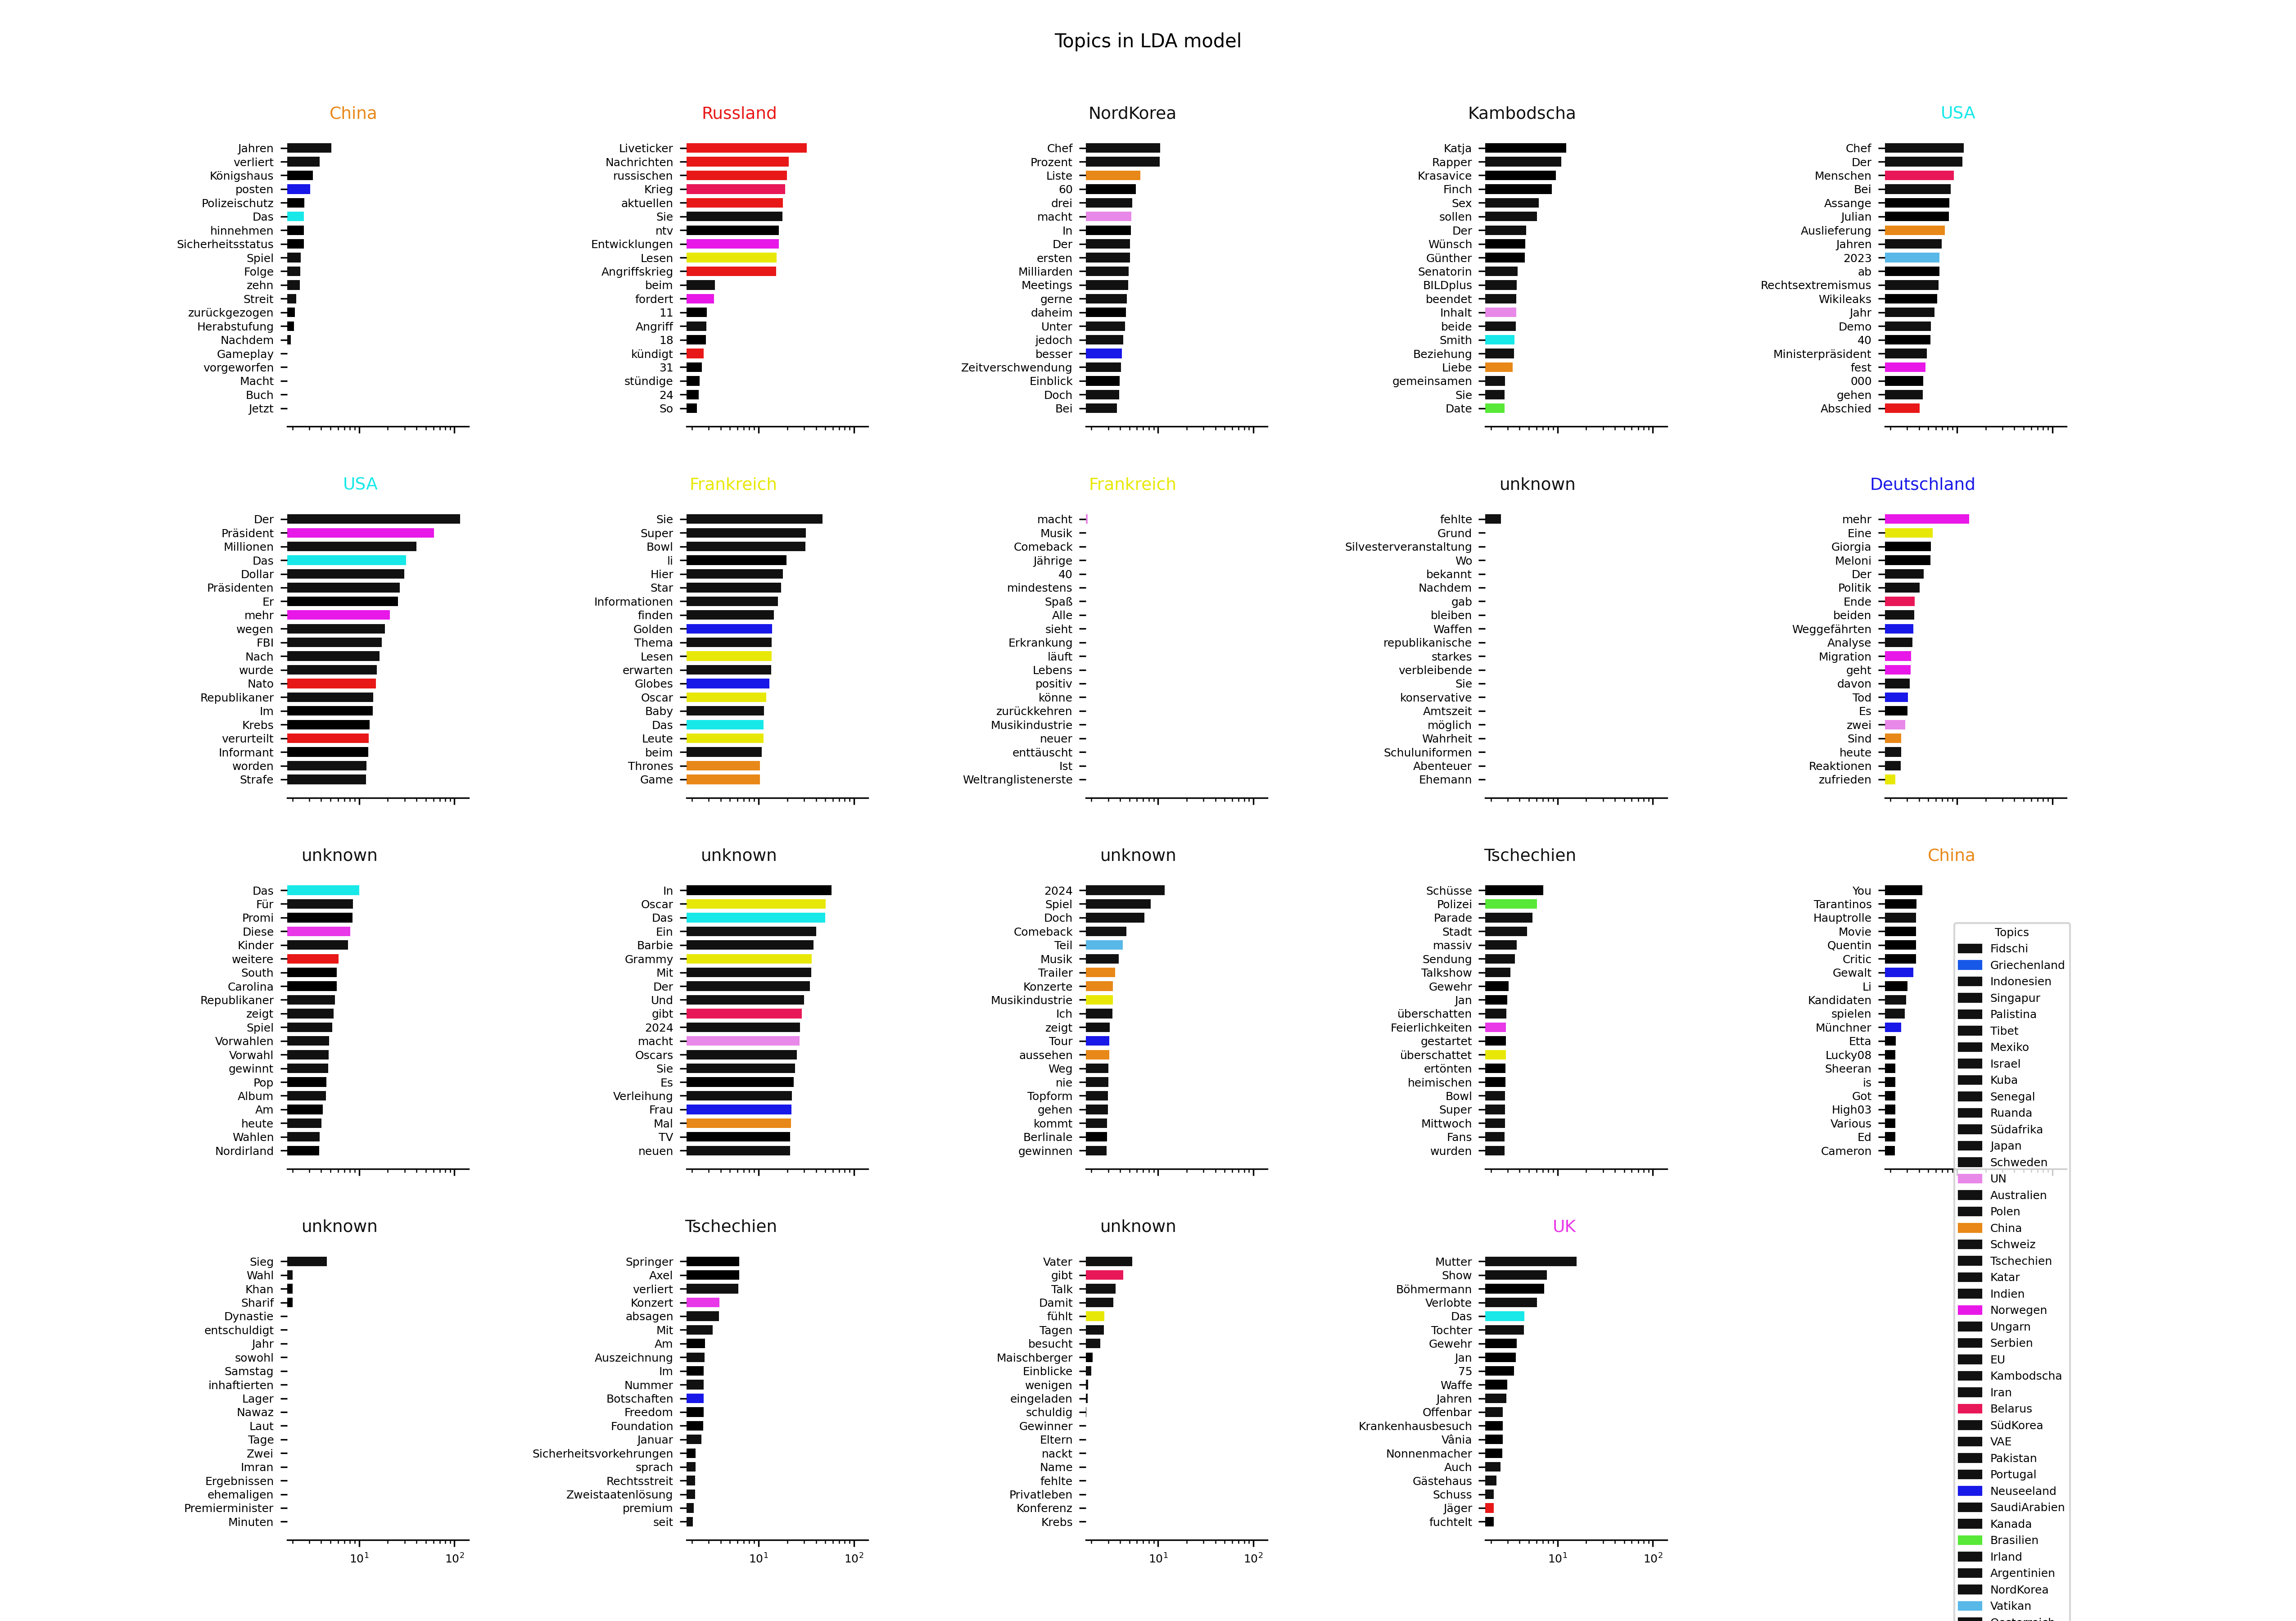 Topics in LDA model
China
Jahren
verliert
Königshaus
posten
Polizeischutz
Das
hinnehmen
Sicherheitsstatus
Spiel
Folge
zehn
Streit
zurückgezogen
Herabstufung
Nachdem
Gameplay
vorgeworfen
Macht
Buch
Jetzt
Russland
Liveticker
Nachrichten
russischen
Krieg
aktuellen
Sie
ntv
Entwicklungen
Lesen
Angriffskrieg
beim
fordert
11
Angriff
18
kündigt
31
stündige
24
So
NordKorea
Chef
Prozent
Liste
60
drei
macht
In
Der
ersten
Milliarden
Meetings
gerne
daheim
Unter
jedoch
besser
Zeitverschwendung
Einblick
Doch
Bei
Kambodscha
Katja
Rapper
Krasavice
Finch
Sex
sollen
Der
Wünsch
Günther
Senatorin
BILDplus
beendet
Inhalt
beide
Smith
Beziehung
Liebe
gemeinsamen
Sie
Date
USA
Chef
Der
Menschen
Bei
Assange
Julian
Auslieferung
Jahren
2023
ab
Rechtsextremismus
Wikileaks
Jahr
Demo
40
Ministerpräsident
fest
000
gehen
Abschied
USA
Der
Präsident
Millionen
Das
Dollar
Präsidenten
Er
mehr
wegen
FBI
Nach
wurde
Nato
Republikaner
Im
Krebs
verurteilt
Informant
worden
Strafe
Frankreich
Sie
Super
Bowl
li
Hier
Star
Informationen
finden
Golden
Thema
Lesen
erwarten
Globes
Oscar
Baby
Das
Leute
beim
Thrones
Game
Frankreich
macht
Musik
Comeback
Jährige
40
mindestens
Spaß
Alle
sieht
Erkrankung
läuft
Lebens
positiv
könne
zurückkehren
Musikindustrie
neuer
enttäuscht
Ist
Weltranglistenerste
unknown
fehlte
Grund
Silvesterveranstaltung
Wo
bekannt
Nachdem
gab
bleiben
Waffen
republikanische
starkes
verbleibende
Sie
konservative
Amtszeit
möglich
Wahrheit
Schuluniformen
Abenteuer
Ehemann
Deutschland
mehr
Eine
Giorgia
Meloni
Der
Politik
Ende
beiden
Weggefährten
Analyse
Migration
geht
davon
Tod
Es
zwei
Sind
heute
Reaktionen
zufrieden
unknown
Das
Für
Promi
Diese
Kinder
weitere
South
Carolina
Republikaner
zeigt
Spiel
Vorwahlen
Vorwahl
gewinnt
Pop
Album
Am
heute
Wahlen
Nordirland
unknown
In
Oscar
Das
Ein
Barbie
Grammy
Mit
Der
Und
gibt
2024
macht
Oscars
Sie
Es
Verleihung
Frau
Mal
TV
neuen
unknown
2024
Spiel
Doch
Comeback
Teil
Musik
Trailer
Konzerte
Musikindustrie
Ich
zeigt
Tour
aussehen
Weg
nie
Topform
gehen
kommt
Berlinale
gewinnen
Tschechien
Schüsse
Polizei
Parade
Stadt
massiv
Sendung
Talkshow
Gewehr
Jan
überschatten
Feierlichkeiten
gestartet
überschattet
ertönten
heimischen
Bowl
Super
Mittwoch
Fans
wurden
China
You
Tarantinos
Hauptrolle
Movie
Quentin
Critic
Gewalt
Li
Kandidaten
spielen
Münchner
Etta
Lucky08
Sheeran
is
Got
High03
Various
Ed
Cameron
unknown
Sieg
Wahl
Khan
Sharif
Dynastie
entschuldigt
Jahr
sowohl
Samstag
inhaftierten
Lager
Nawaz
Laut
Tage
Zwei
Imran
Ergebnissen
ehemaligen
Premierminister
Minuten
10¹ 10²
Tschechien
Springer
Axel
verliert
Konzert
absagen
Mit
Am
Auszeichnung
Im
Nummer
Botschaften
Freedom
Foundation
Januar
Sicherheitsvorkehrungen
sprach
Rechtsstreit
Zweistaatenlösung
premium
seit
10¹ 10²
unknown
Vater
gibt
Talk
Damit
fühlt
Tagen
besucht
Maischberger
Einblicke
wenigen
eingeladen
schuldig
Gewinner
Eltern
nackt
Name
fehlte
Privatleben
Konferenz
Krebs
10¹ 10²
UK
Mutter
Show
Böhmermann
Verlobte
Das
Tochter
Gewehr
Jan
75
Waffe
Jahren
Offenbar
Krankenhausbesuch
Vânia
Nonnenmacher
Auch
Gästehaus
Schuss
Jäger
fuchtelt
10¹ 10²
Topics
Fidschi
Griechenland
Indonesien
Singapur
Palistina
Tibet
Mexiko
Israel
Kuba
Senegal
Ruanda
Südafrika
Japan
Schweden
UN
Australien
Polen
China
Schweiz
Tschechien
Katar
Indien
Norwegen
Ungarn
Serbien
EU
Kambodscha
Iran
Belarus
SüdKorea
VAE
Pakistan
Portugal
Neuseeland
SaudiArabien
Kanada
Brasilien
Irland
Argentinien
NordKorea
Vatikan